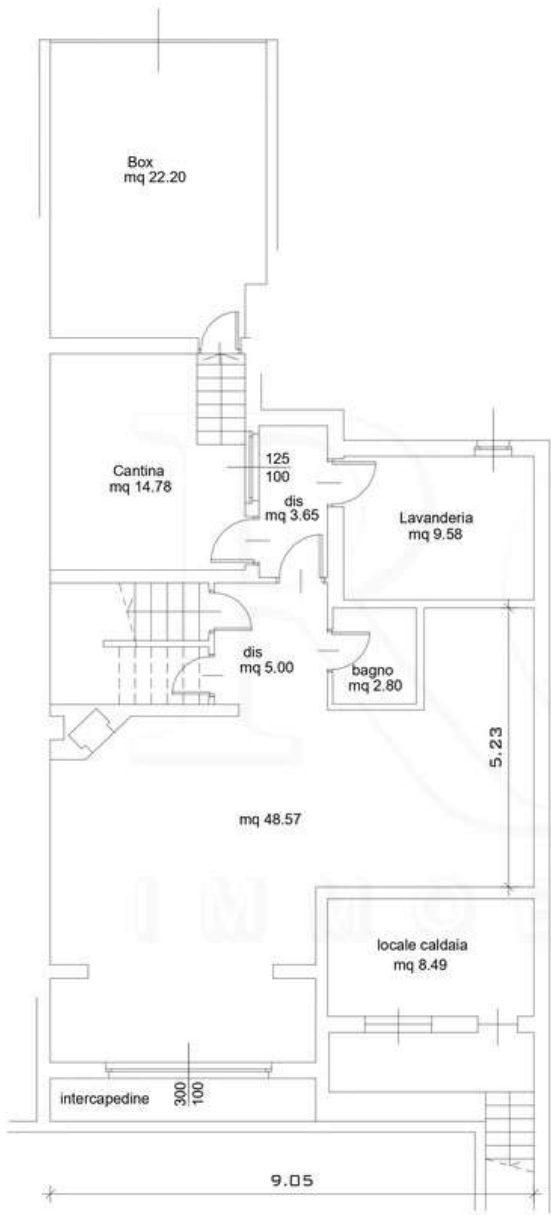 Box
mq 22.20
Cantina
mq 14.78
125
100
dis
mq 3.65
Lavanderia
mq 9.58
dis
mq 5.00
bagno
mq 2.80
5.23
mq 48.57
IMMOB
locale caldaia
mq 8.49
intercapedine
300
100
9.05